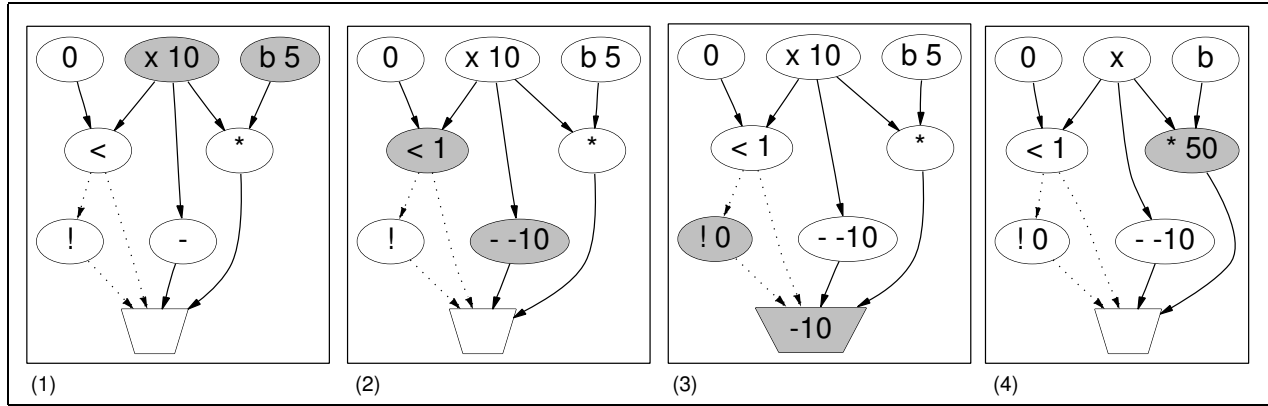 0 x 10 b 5
< *
! -
(1)
0 x 10 b 5
< 1 *
! - -10
(2)
0 x 10 b 5
< 1 *
! 0 - -10
-10
(3)
0 x b
< 1 * 50
! 0 - -10
(4)